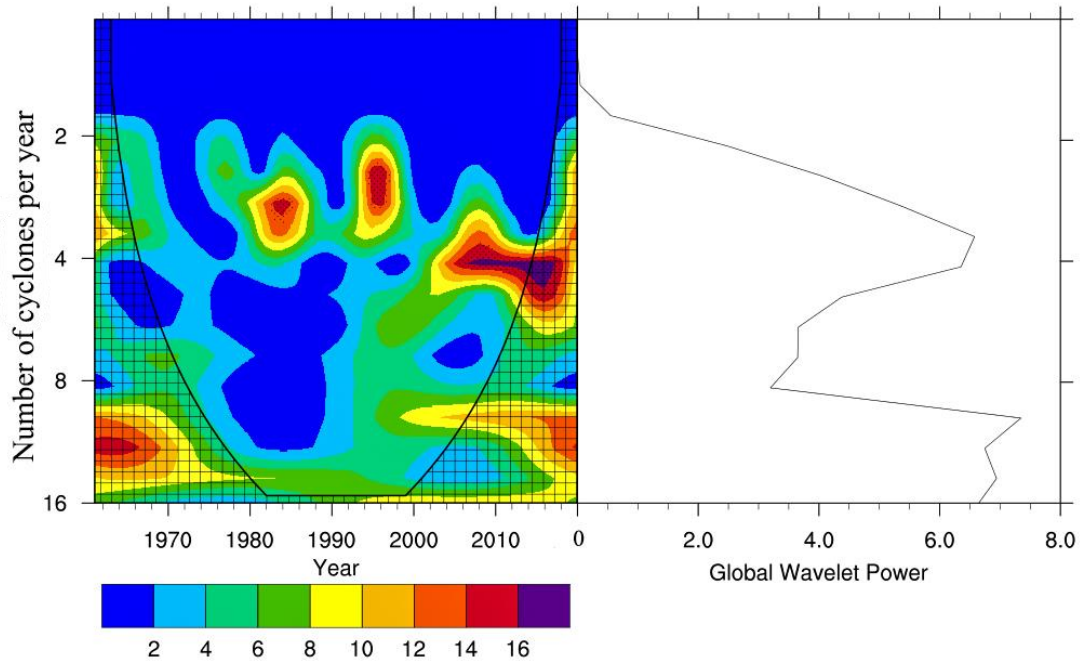 Number of cyclones per year
2
4
8
16
1970 1980 1990 2000 2010
Year
0 2.0 4.0 6.0 8.0
Global Wavelet Power
2 4 6 8 10 12 14 16